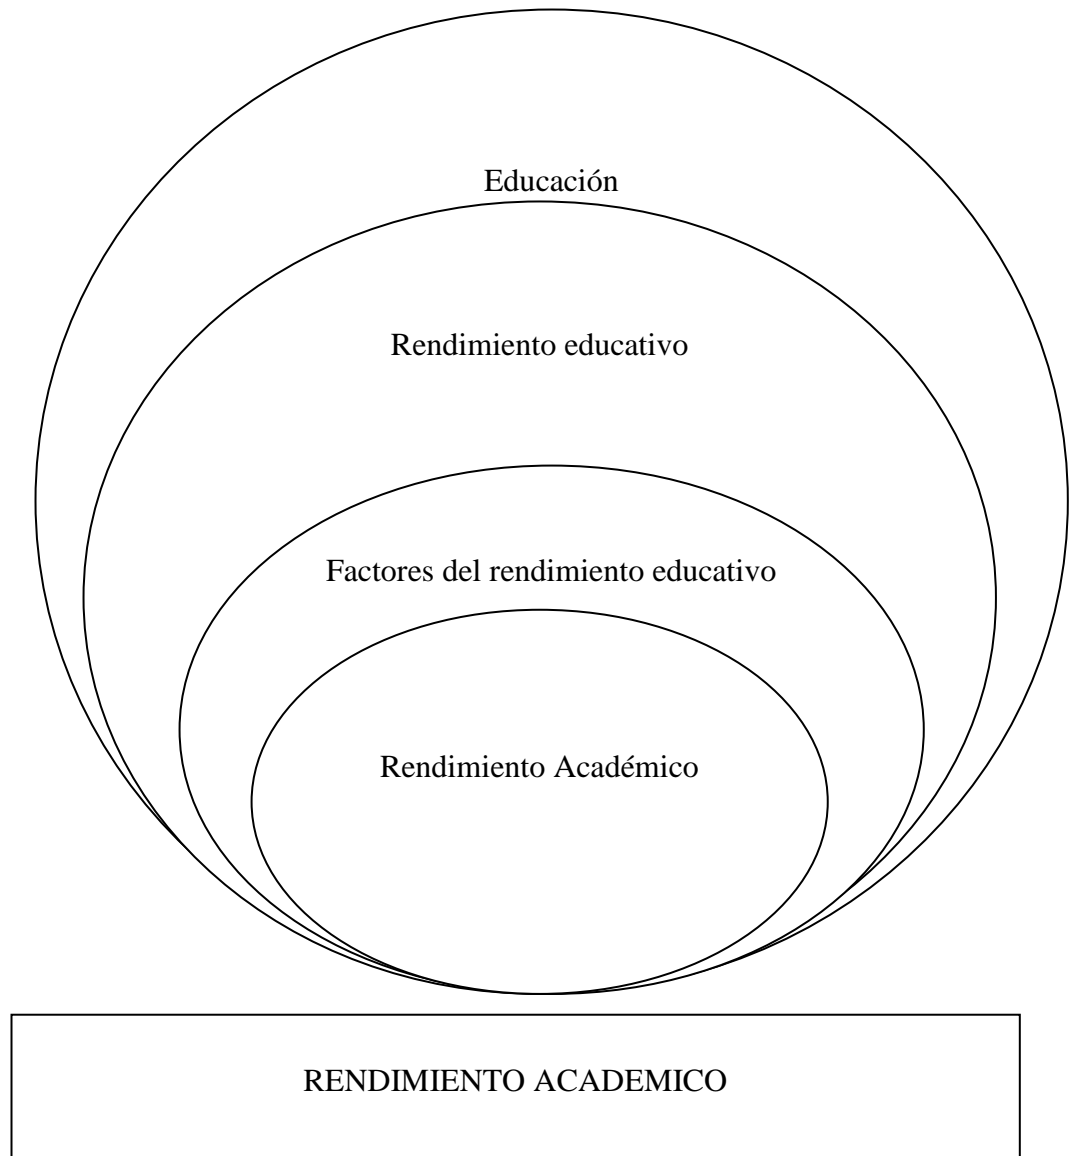 Educación
Rendimiento educativo
Factores del rendimiento educativo
Rendimiento Académico
RENDIMIENTO ACADEMICO